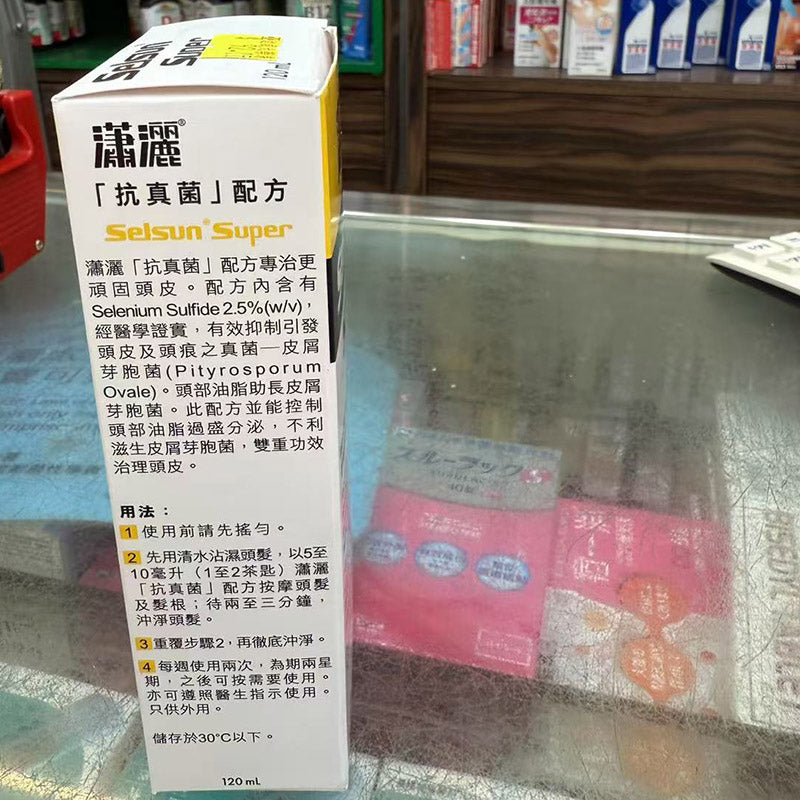 Selsun Super
120 mL
B12
瀟灑®
「抗真菌」配方
Selsun® Super
瀟灑「抗真菌」配方專治更
頑固頭皮。配方內含有
Selenium Sulfide 2.5%(w/v)，
經醫學證實，有效抑制引發
頭皮及頭痕之真菌—皮屑
芽胞菌(Pityrosporum
Ovale)。頭部油脂助長皮屑
芽胞菌。此配方並能控制
頭部油脂過盛分泌，不利
滋生皮屑芽胞菌，雙重功效
治理頭皮。
用法：
1 使用前請先搖勻。
2 先用清水沾濕頭髮，以5至
10毫升（1至2茶匙）瀟灑
「抗真菌」配方按摩頭髮
及髮根；待兩至三分鐘，
沖淨頭髮。
3 重覆步驟2，再徹底沖淨。
4 每週使用兩次，為期兩星
期，之後可按需要使用。
亦可遵照醫生指示使用。
只供外用。
儲存於30°C以下。
120 mL
スルーラック